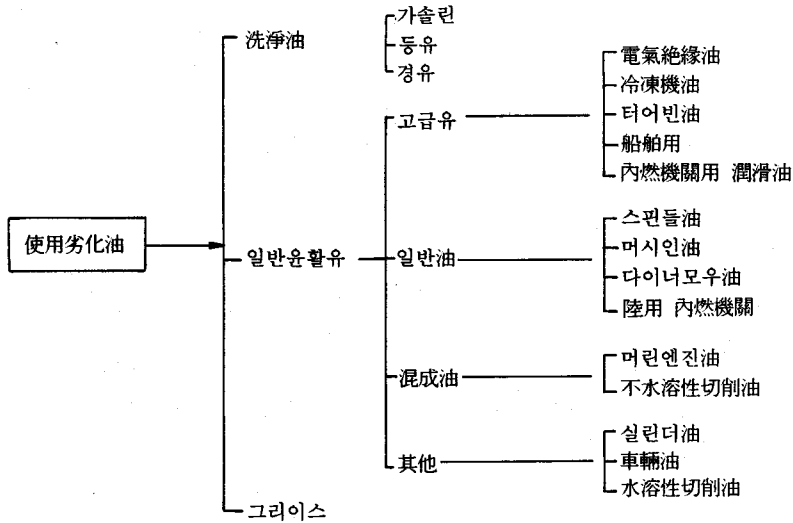 使用劣化油
洗淨油
가솔린
등유
경유
일반윤활유
고급유
電氣絶緣油
冷凍機油
터어빈油
船舶用
內燃機關用 潤滑油
일반油
스핀들油
머시인油
다이너모우油
陸用 內燃機關
混成油
머린엔진油
不水溶性切削油
其他
실린더油
車輛油
水溶性切削油
그리이스